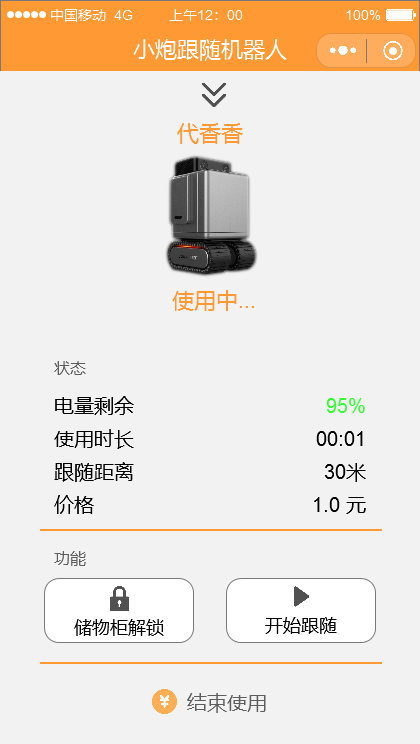 中国移动 4G 上午12：00 100%
小炮跟随机器人
代香香
使用中...
状态
电量剩余 95%
使用时长 00:01
跟随距离 30米
价格 1.0 元
功能
储物柜解锁 开始跟随
¥ 结束使用